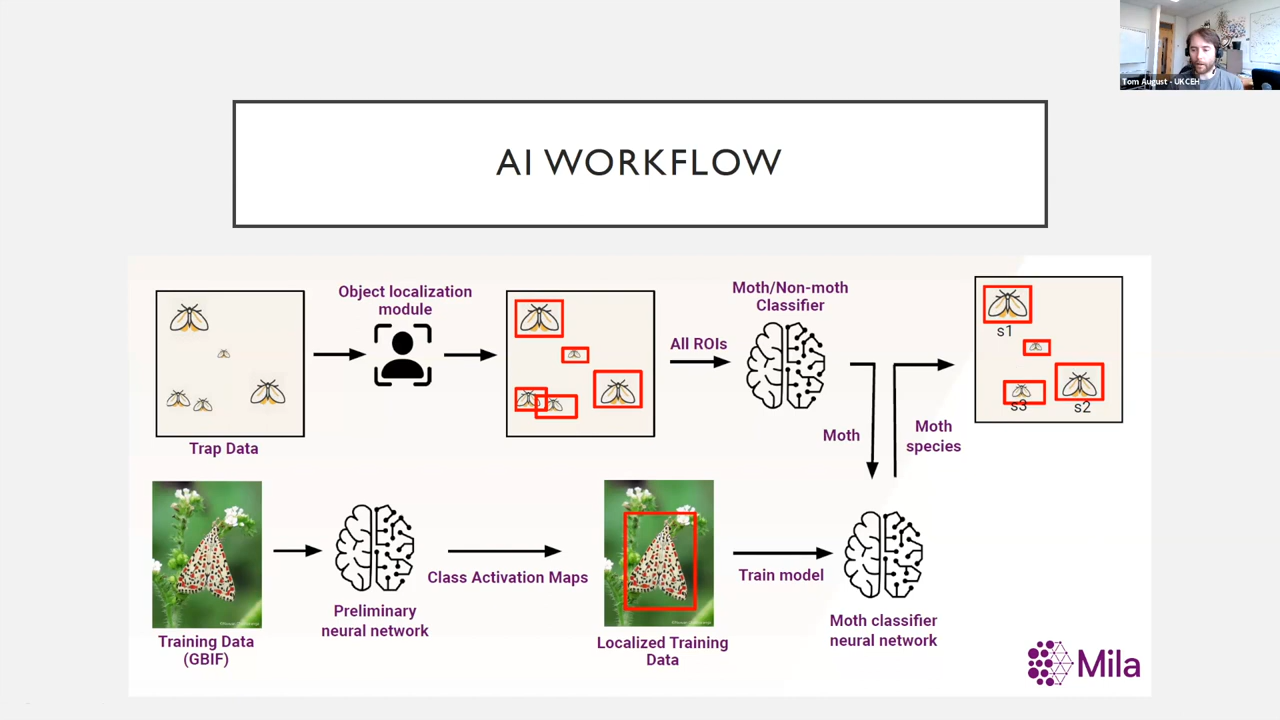 Tom August - UKCEH
AI WORKFLOW
Object localization
module
Moth/Non-moth
Classifier
All ROIs
s1
s3
s2
Trap Data
Moth
Moth
species
Class Activation Maps
Train model
Preliminary
neural network
Moth classifier
neural network
Training Data
(GBIF)
Localized Training
Data
Mila